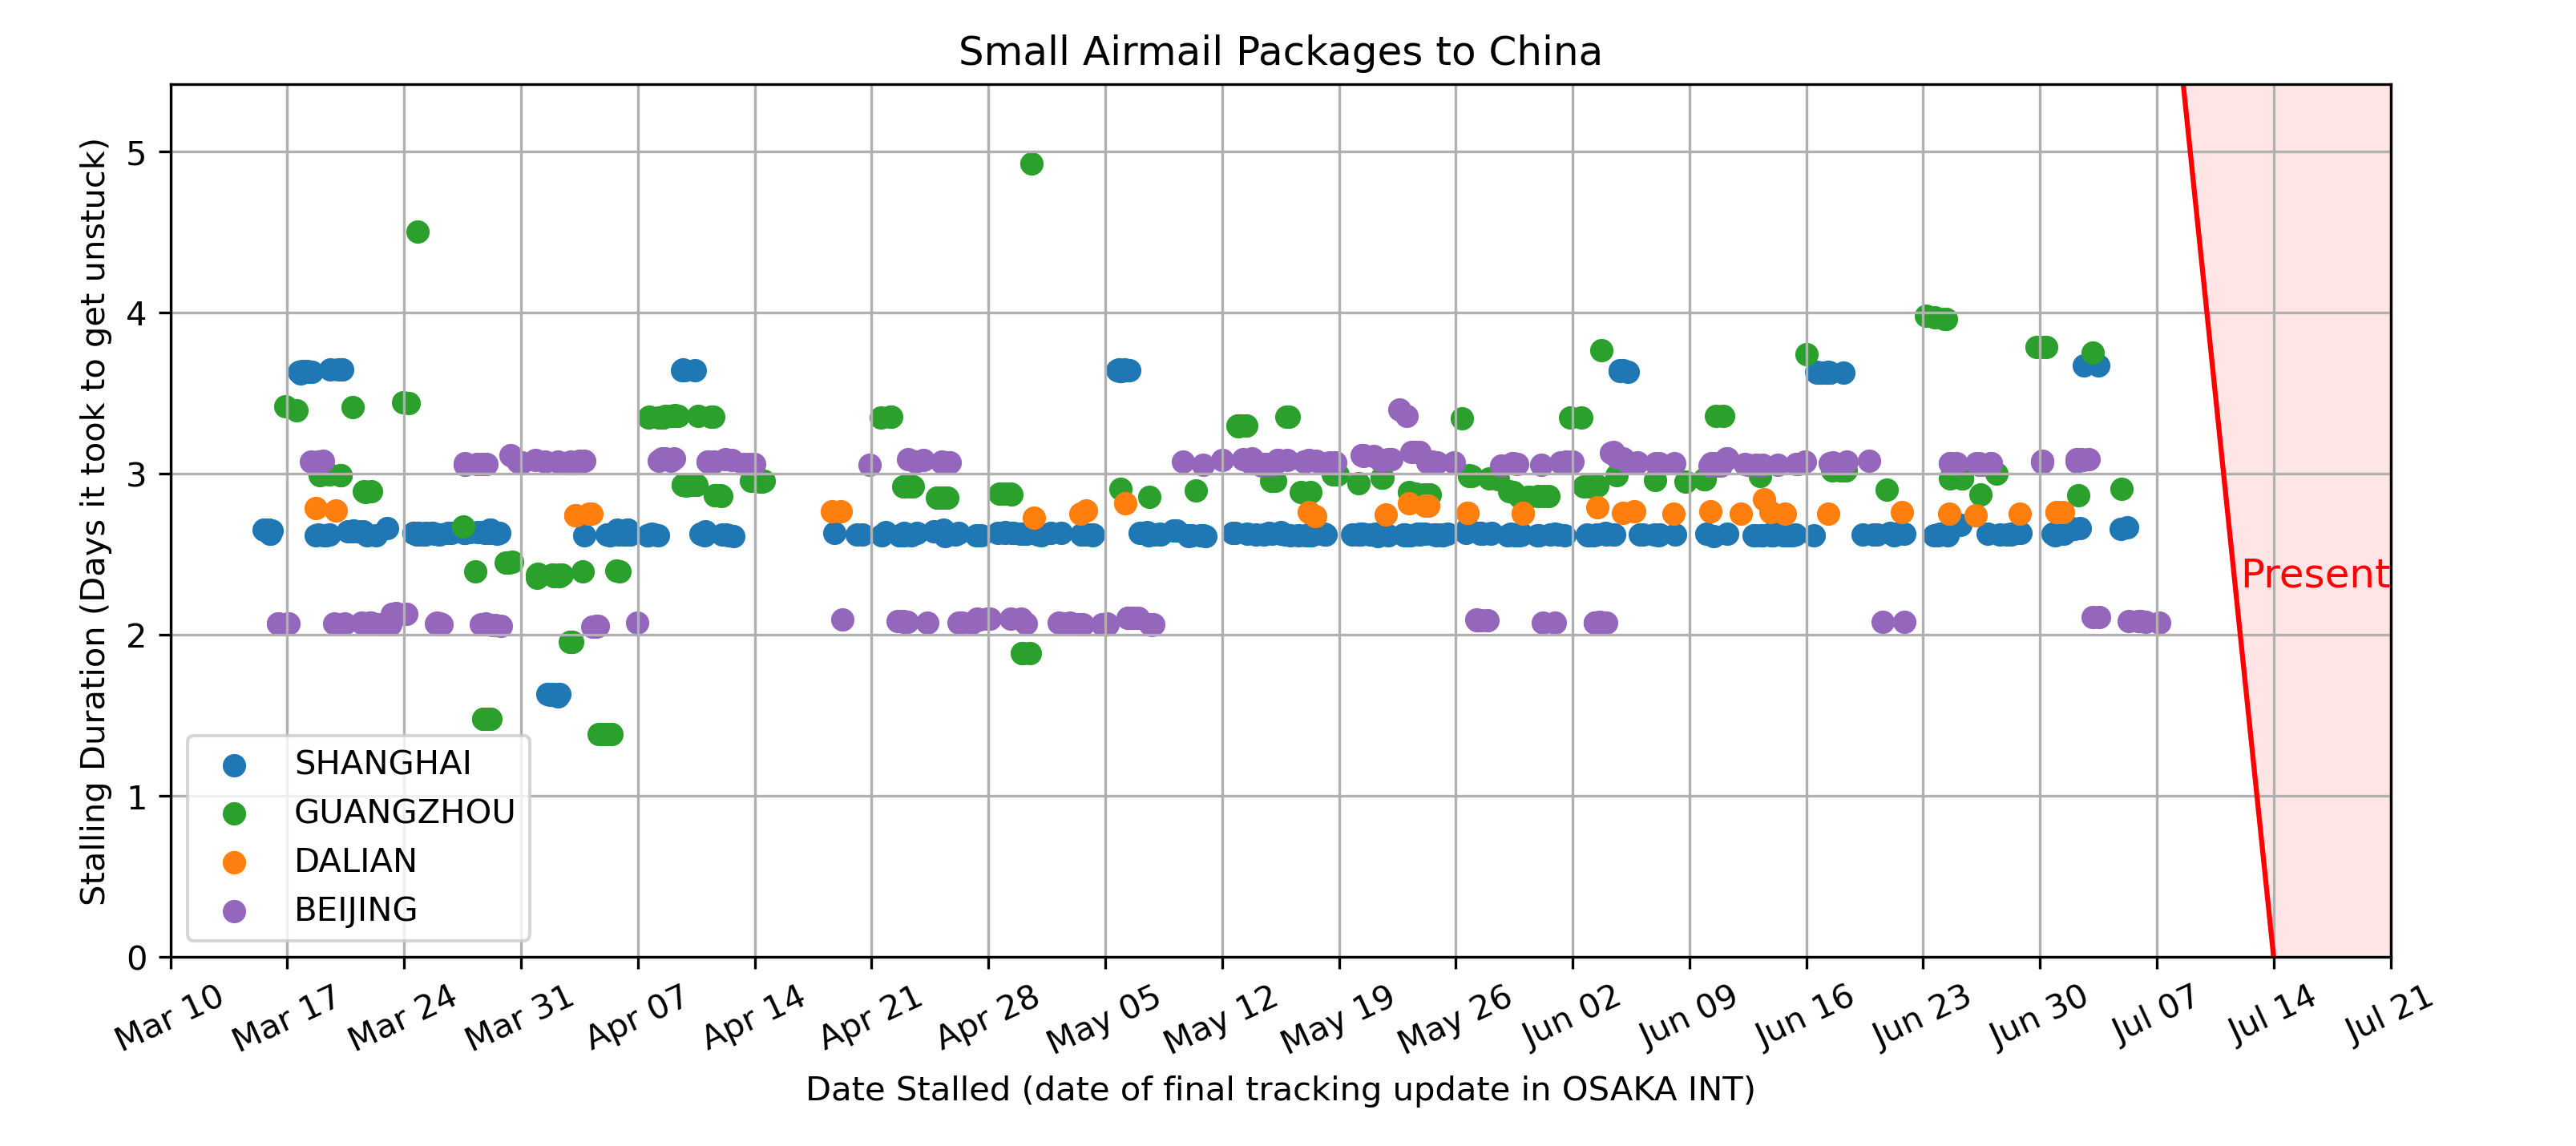 Small Airmail Packages to China
Stalling Duration (Days it took to get unstuck)
5
4
3
2
1
0
Present
SHANGHAI
GUANGZHOU
DALIAN
BEIJING
Mar 10 Mar 17 Mar 24 Mar 31 Apr 07 Apr 14 Apr 21 Apr 28 May 05 May 12 May 19 May 26 Jun 02 Jun 09 Jun 16 Jun 23 Jun 30 Jul 07 Jul 14 Jul 21
Date Stalled (date of final tracking update in OSAKA INT)